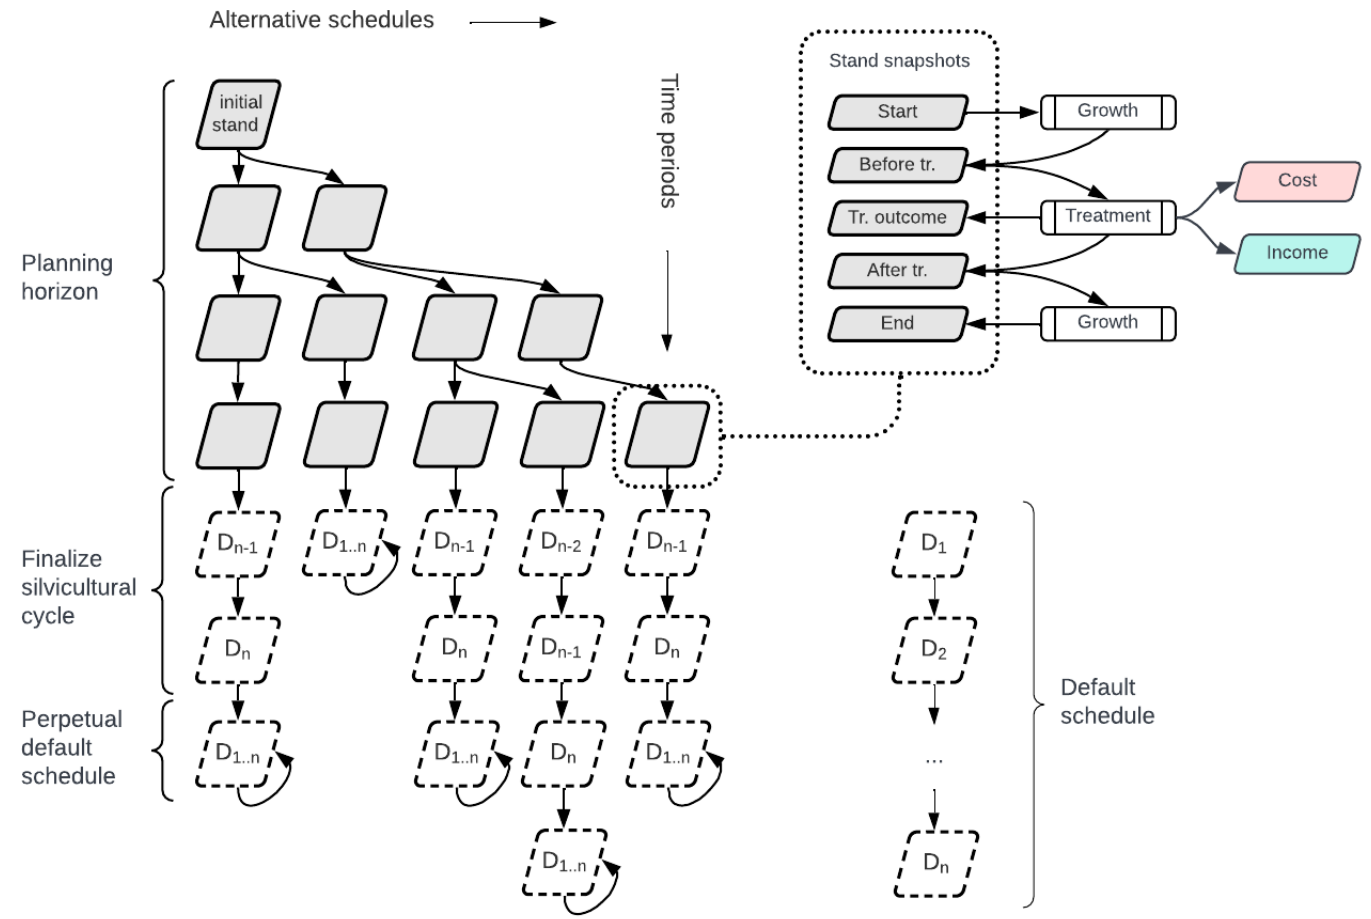 Alternative schedules
Time periods
Stand snapshots
initial
stand
Start
Growth
Before tr.
Cost
Tr. outcome
Treatment
Income
Planning
horizon
After tr.
End
Growth
Finalize
silvicultural
cycle
Dn-1
D1..n
Dn-1
Dn-2
Dn-1
D1
Dn
Dn
Dn-1
Dn
D2
Default
schedule
Perpetual
default
schedule
D1..n
D1..n
Dn
D1..n
...
D1..n
Dn